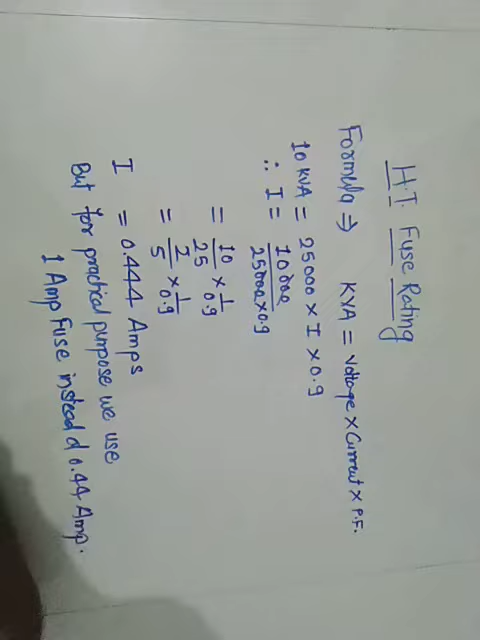 H.T. Fuse Rating
Formula ⇒ KVA = Voltage × Current × P.F.
10 KVA = 25000 × I × 0.9
∴ I = 10000 / 25000 × 0.9
= 10/25 × 1/0.9
= 2/5 × 1/0.9
I = 0.444 Amps
But for practical purpose we use
1 Amp Fuse instead of 0.44 Amp.